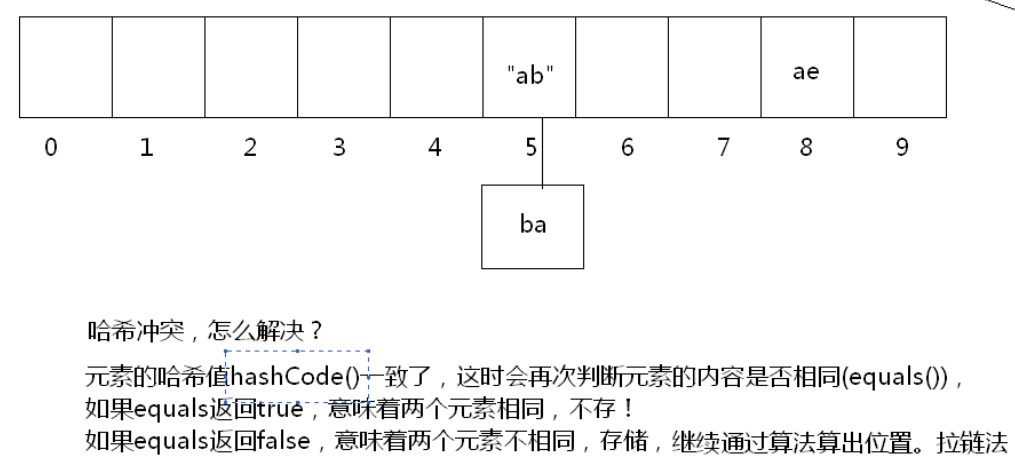 "ab" ae
0 1 2 3 4 5 6 7 8 9
ba
哈希冲突，怎么解决？
元素的哈希值hashCode()一致了，这时会再次判断元素的内容是否相同(equals())，
如果equals返回true，意味着两个元素相同，不存！
如果equals返回false，意味着两个元素不相同，存储，继续通过算法算出位置。拉链法